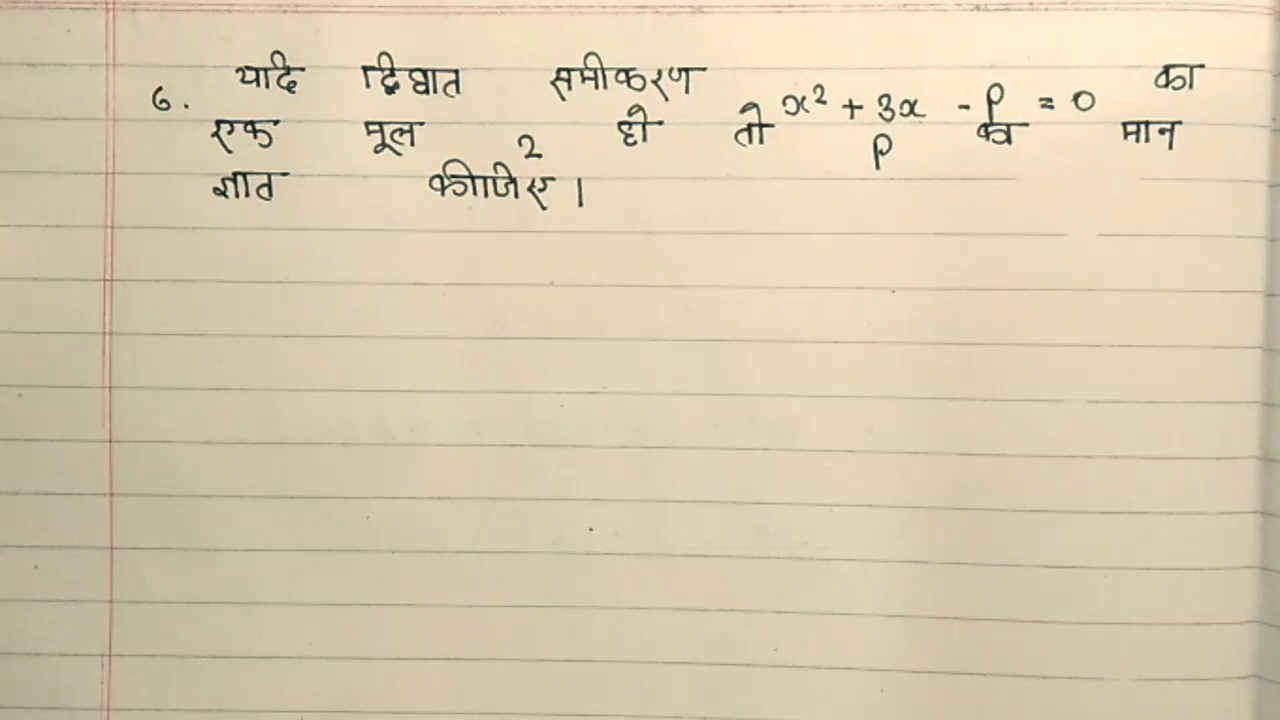 6. यदि द्विघात समीकरण x² + 3x - p = 0 का
एक मूल 2 हो तो p का मान
ज्ञात कीजिए ।